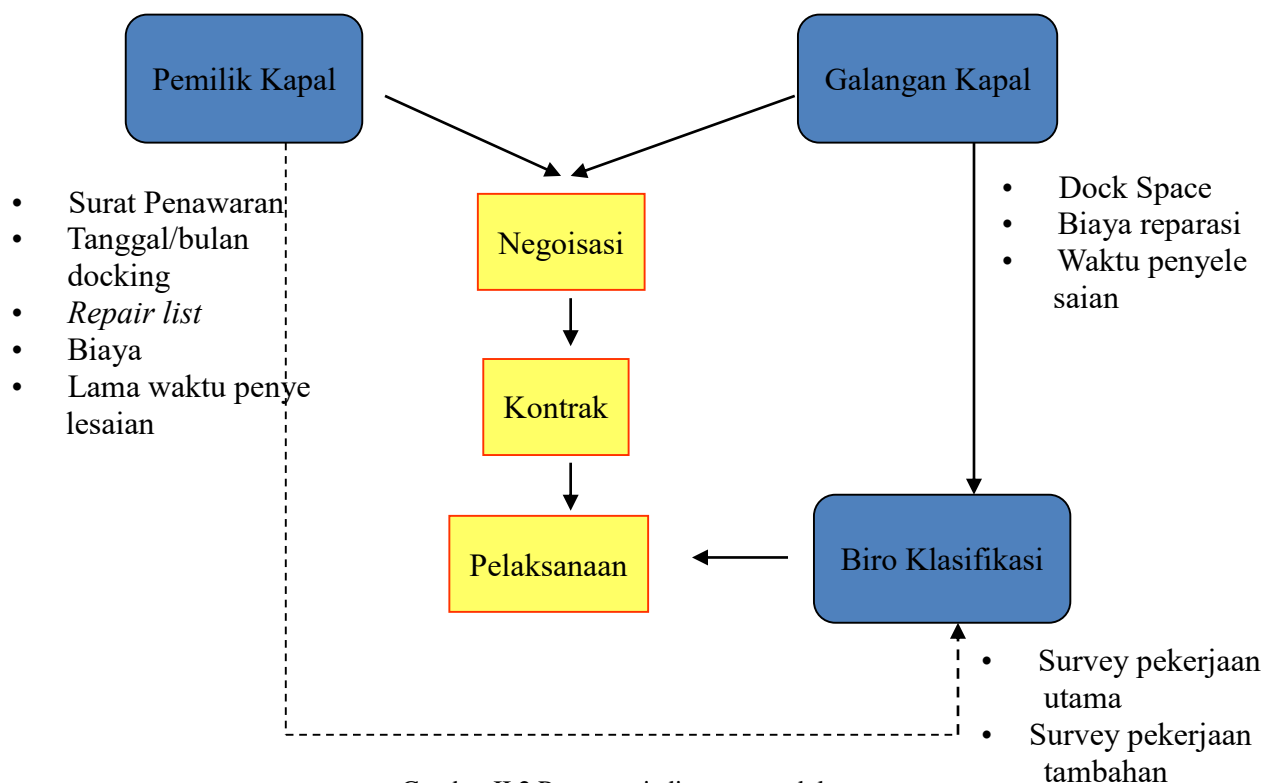 Pemilik Kapal
Galangan Kapal
• Surat Penawaran
• Tanggal/bulan
docking
• Repair list
• Biaya
• Lama waktu penye
lesaian
Negoisasi
Kontrak
Pelaksanaan
• Dock Space
• Biaya reparasi
• Waktu penyele
saian
Biro Klasifikasi
• Survey pekerjaan
utama
• Survey pekerjaan
tambahan